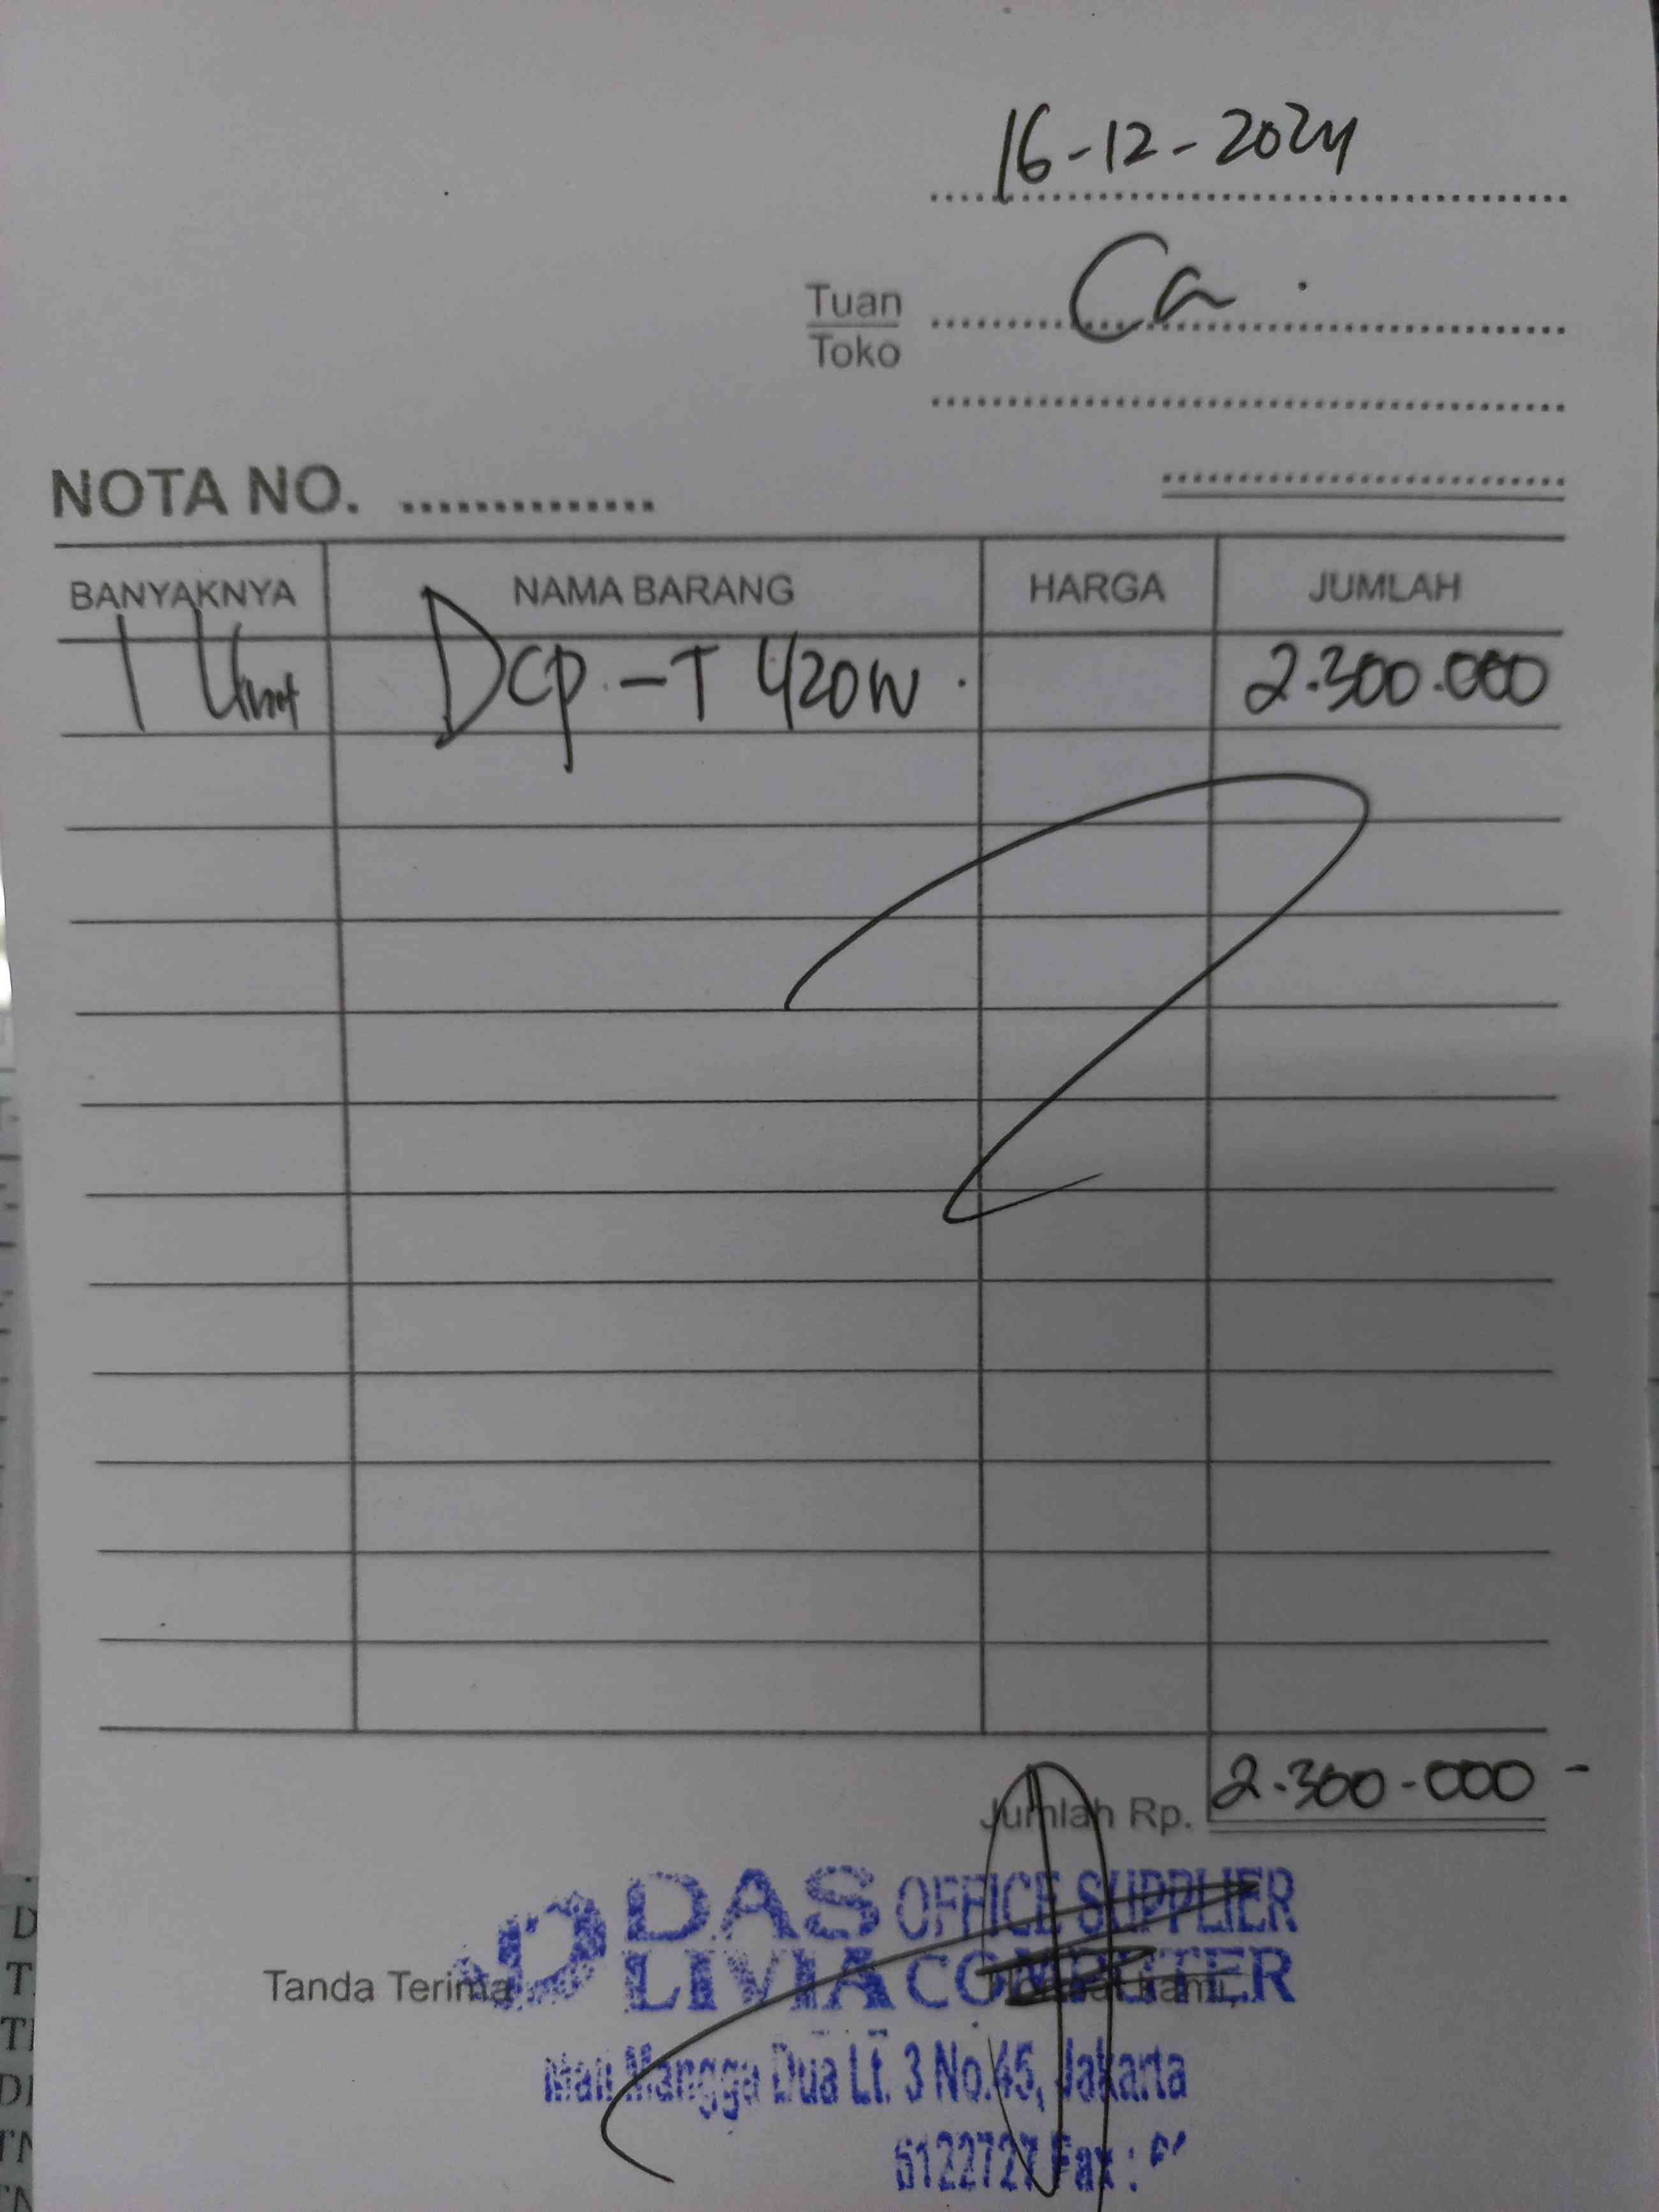 16-12-2024
Tuan
Toko
Ca.
NOTA NO. ..............
BANYAKNYA NAMA BARANG HARGA JUMLAH
1 Unit DCP-T 420W. 2.300.000
Jumlah Rp. 2.300.000-
DAS OFFICE SUPPLIER
Tanda Terima LIVIA COMPUTER
Mall Mangga Dua Lt. 3 No.45, Jakarta
6122727 Fax :